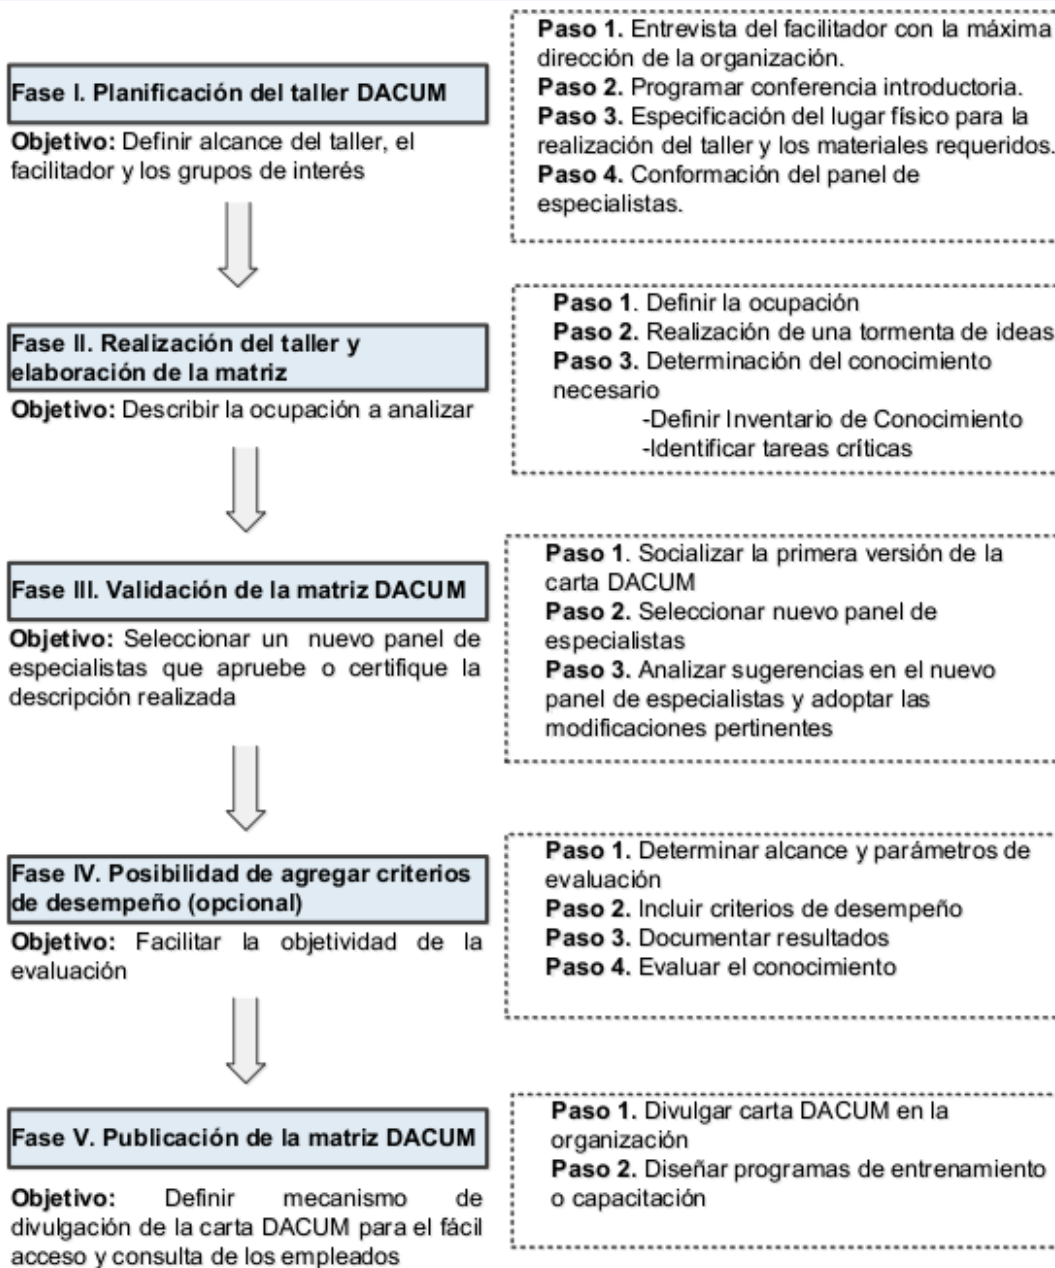 Fase I. Planificación del taller DACUM
Objetivo: Definir alcance del taller, el
facilitador y los grupos de interés
Paso 1. Entrevista del facilitador con la máxima
dirección de la organización.
Paso 2. Programar conferencia introductoria.
Paso 3. Especificación del lugar físico para la
realización del taller y los materiales requeridos.
Paso 4. Conformación del panel de
especialistas.
Fase II. Realización del taller y
elaboración de la matriz
Objetivo: Describir la ocupación a analizar
Paso 1. Definir la ocupación
Paso 2. Realización de una tormenta de ideas
Paso 3. Determinación del conocimiento
necesario
-Definir Inventario de Conocimiento
-Identificar tareas críticas
Fase III. Validación de la matriz DACUM
Objetivo: Seleccionar un nuevo panel de
especialistas que apruebe o certifique la
descripción realizada
Paso 1. Socializar la primera versión de la
carta DACUM
Paso 2. Seleccionar nuevo panel de
especialistas
Paso 3. Analizar sugerencias en el nuevo
panel de especialistas y adoptar las
modificaciones pertinentes
Fase IV. Posibilidad de agregar criterios
de desempeño (opcional)
Objetivo: Facilitar la objetividad de la
evaluación
Paso 1. Determinar alcance y parámetros de
evaluación
Paso 2. Incluir criterios de desempeño
Paso 3. Documentar resultados
Paso 4. Evaluar el conocimiento
Fase V. Publicación de la matriz DACUM
Objetivo: Definir mecanismo de
divulgación de la carta DACUM para el fácil
acceso y consulta de los empleados
Paso 1. Divulgar carta DACUM en la
organización
Paso 2. Diseñar programas de entrenamiento
o capacitación